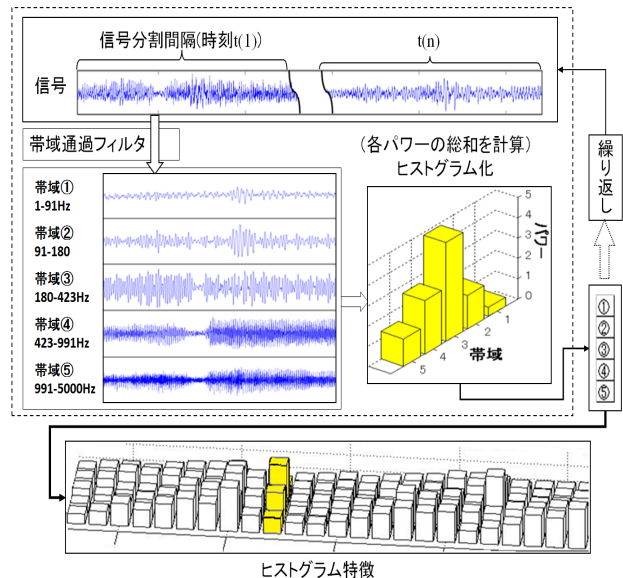 信号分割間隔(時刻t(1))
t(n)
信号
帯域通過フィルタ
(各パワーの総和を計算)
ヒストグラム化
繰り返し
帯域①
1-91Hz
帯域②
91-180
帯域③
180-423Hz
帯域④
423-991Hz
帯域⑤
991-5000Hz
5
4
3
2
1
0
パワー
1
2
3
4
5
帯域
①
②
③
④
⑤
ヒストグラム特徴